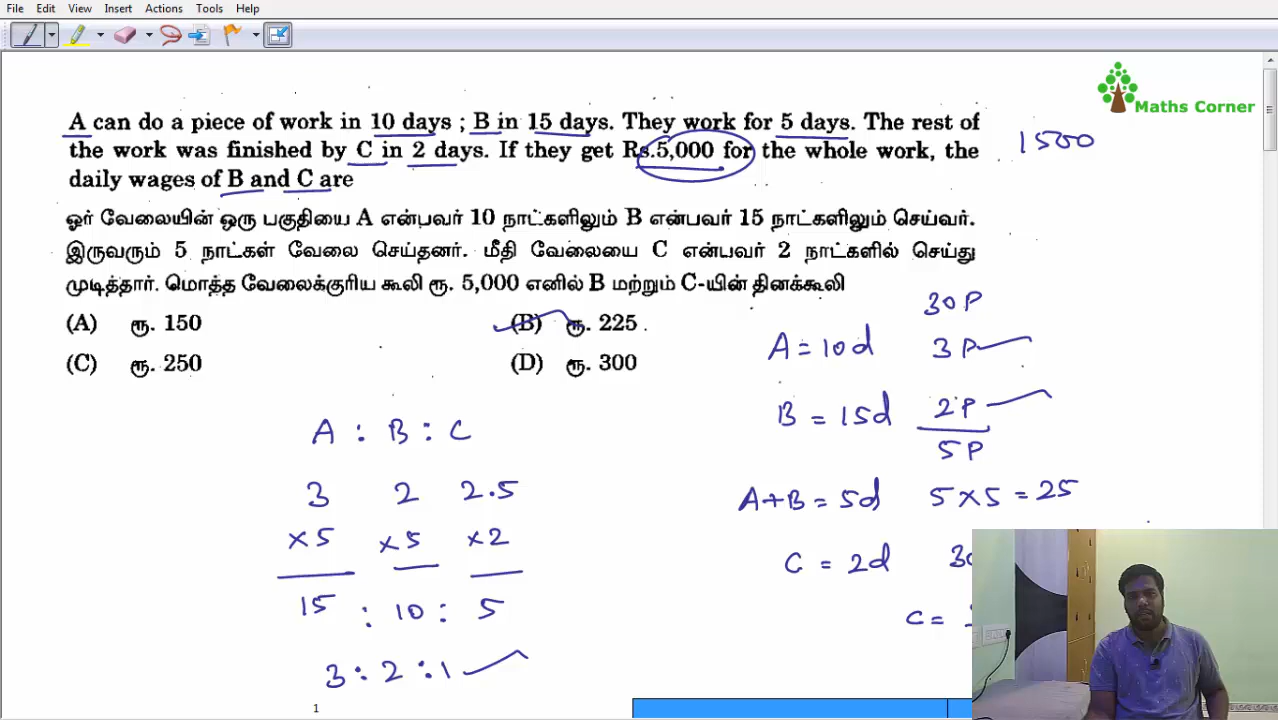 File Edit View Insert Actions Tools Help
Maths Corner
A can do a piece of work in 10 days ; B in 15 days. They work for 5 days. The rest of
the work was finished by C in 2 days. If they get Rs.5,000 for the whole work, the
daily wages of B and C are
1500
ஓர் வேலையின் ஒரு பகுதியை A என்பவர் 10 நாட்களிலும் B என்பவர் 15 நாட்களிலும் செய்வர்.
இருவரும் 5 நாட்கள் வேலை செய்தனர். மீதி வேலையை C என்பவர் 2 நாட்களில் செய்து
முடித்தார். மொத்த வேலைக்குரிய கூலி ரூ. 5,000 எனில் B மற்றும் C-யின் தினக்கூலி
(A) ரூ. 150 (B) ரூ. 225
(C) ரூ. 250 (D) ரூ. 300
30P
A = 10d 3P
B = 15d 2P
5P
A+B = 5d 5×5 = 25
C = 2d
C =
A : B : C
3 2 2.5
×5 ×5 ×2
15 : 10 : 5
3 : 2 : 1
1